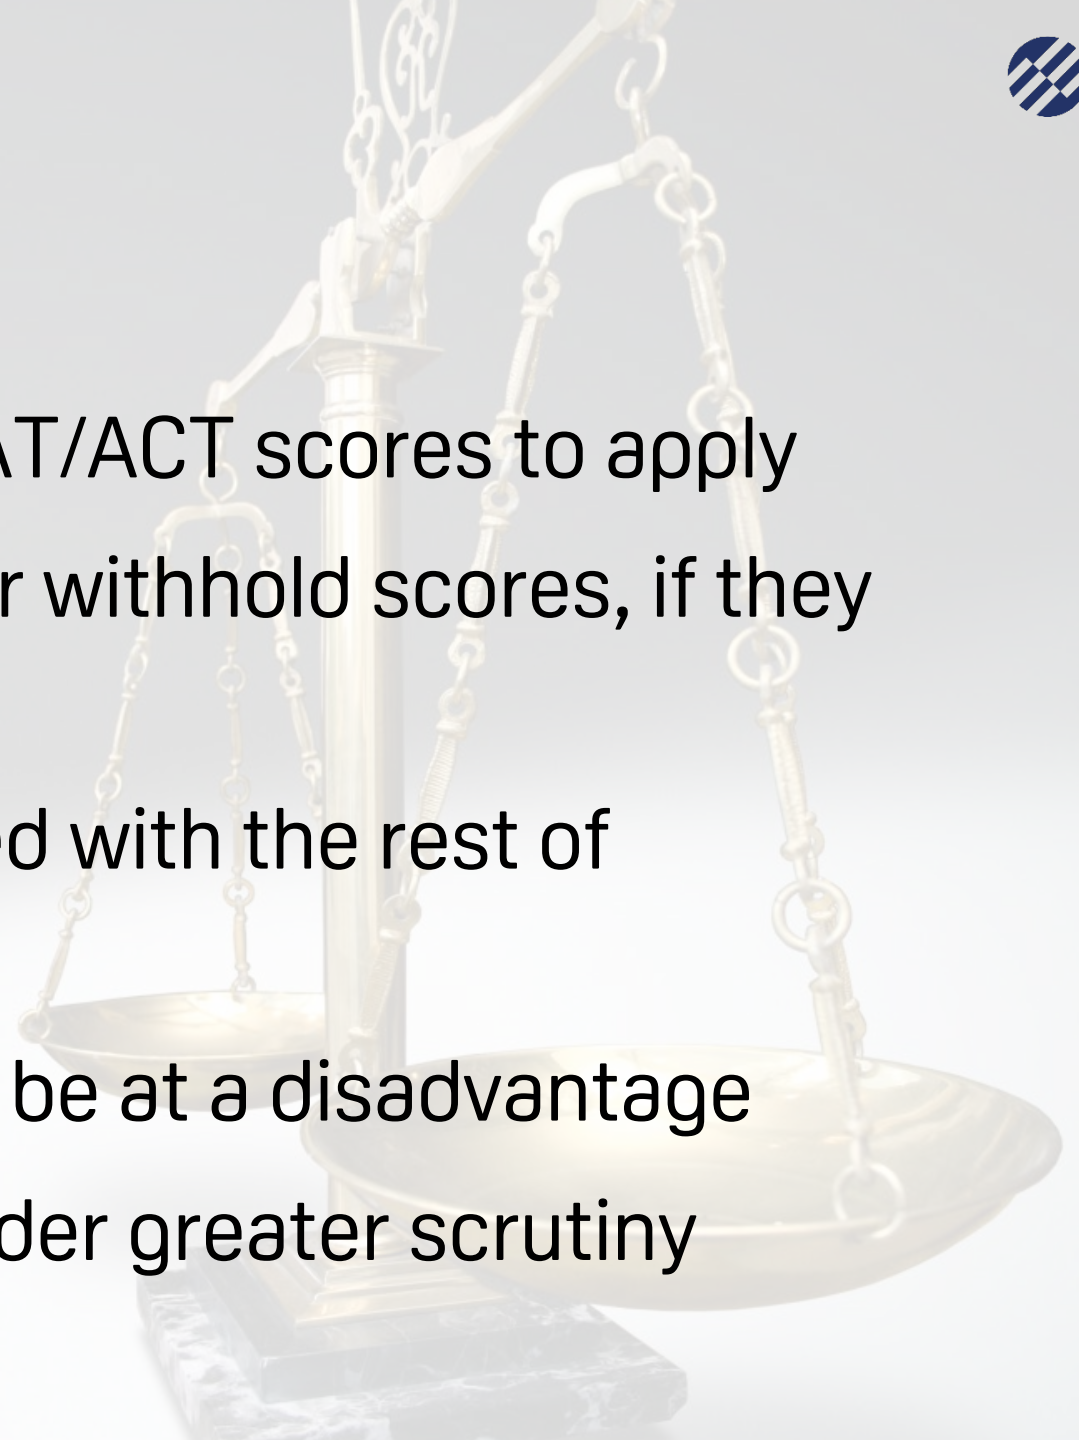 AT/ACT scores to apply
r withhold scores, if they
ed with the rest of
be at a disadvantage
der greater scrutiny